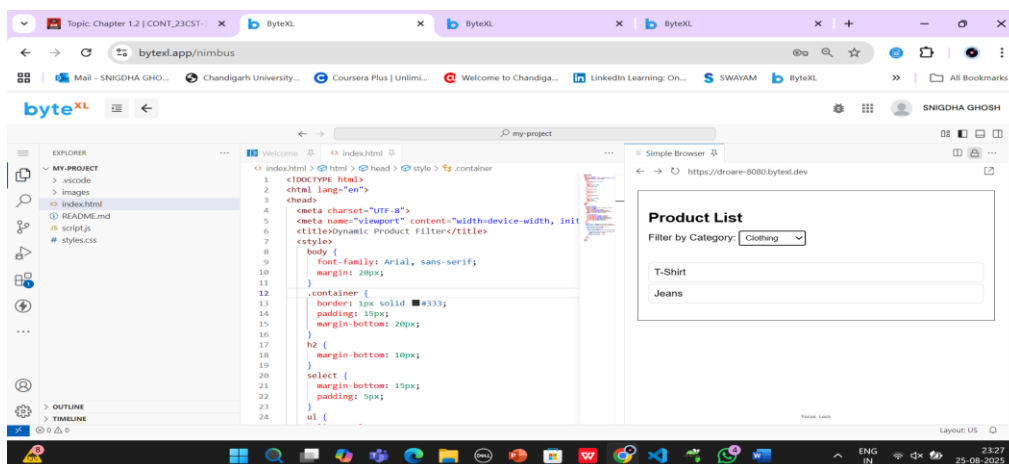 Topic: Chapter 1.2 | CONT_23CST-
ByteXL
ByteXL
ByteXL
bytexl.app/nimbus
Mail - SNIGDHA GHO...
Chandigarh University...
Coursera Plus | Unlimi...
Welcome to Chandiga...
LinkedIn Learning: On...
SWAYAM
ByteXL
All Bookmarks
byteXL
SNIGDHA GHOSH
my-project
EXPLORER
MY-PROJECT
.vscode
images
index.html
README.md
JS script.js
# styles.css
OUTLINE
TIMELINE
Welcome
index.html
index.html > html > head > style > .container
1 <!DOCTYPE html>
2 <html lang="en">
3 <head>
4 <meta charset="UTF-8">
5 <meta name="viewport" content="width=device-width, init
6 <title>Dynamic Product Filter</title>
7 <style>
8 body {
9 font-family: Arial, sans-serif;
10 margin: 20px;
11 }
12 .container {
13 border: 1px solid #333;
14 padding: 15px;
15 margin-bottom: 20px;
16 }
17 h2 {
18 margin-bottom: 10px;
19 }
20 select {
21 margin-bottom: 15px;
22 padding: 5px;
23 }
24 ul {
Simple Browser
https://droare-8080.bytexl.dev
Product List
Filter by Category: Clothing
T-Shirt
Jeans
Focus Lock
0 0
Layout: US
8
ENG
IN
23:27
25-08-2025